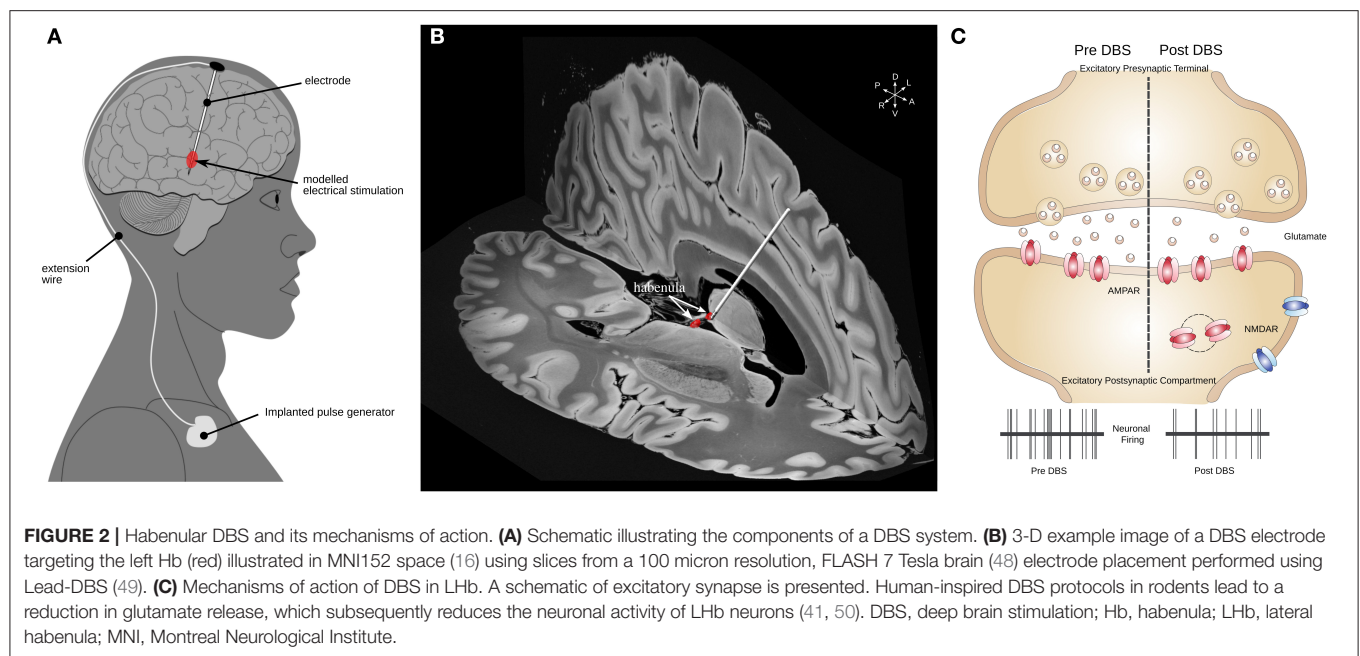 A
electrode
modelled
electrical stimulation
extension
wire
Implanted pulse generator
B
D
P
L
R
A
V
habenula
C
Pre DBS
Post DBS
Excitatory Presynaptic Terminal
Glutamate
AMPAR
NMDAR
Excitatory Postsynaptic Compartment
Neuronal
Firing
Pre DBS
Post DBS
FIGURE 2 | Habenular DBS and its mechanisms of action. (A) Schematic illustrating the components of a DBS system. (B) 3-D example image of a DBS electrode
targeting the left Hb (red) illustrated in MNI152 space (16) using slices from a 100 micron resolution, FLASH 7 Tesla brain (48) electrode placement performed using
Lead-DBS (49). (C) Mechanisms of action of DBS in LHb. A schematic of excitatory synapse is presented. Human-inspired DBS protocols in rodents lead to a
reduction in glutamate release, which subsequently reduces the neuronal activity of LHb neurons (41, 50). DBS, deep brain stimulation; Hb, habenula; LHb, lateral
habenula; MNI, Montreal Neurological Institute.